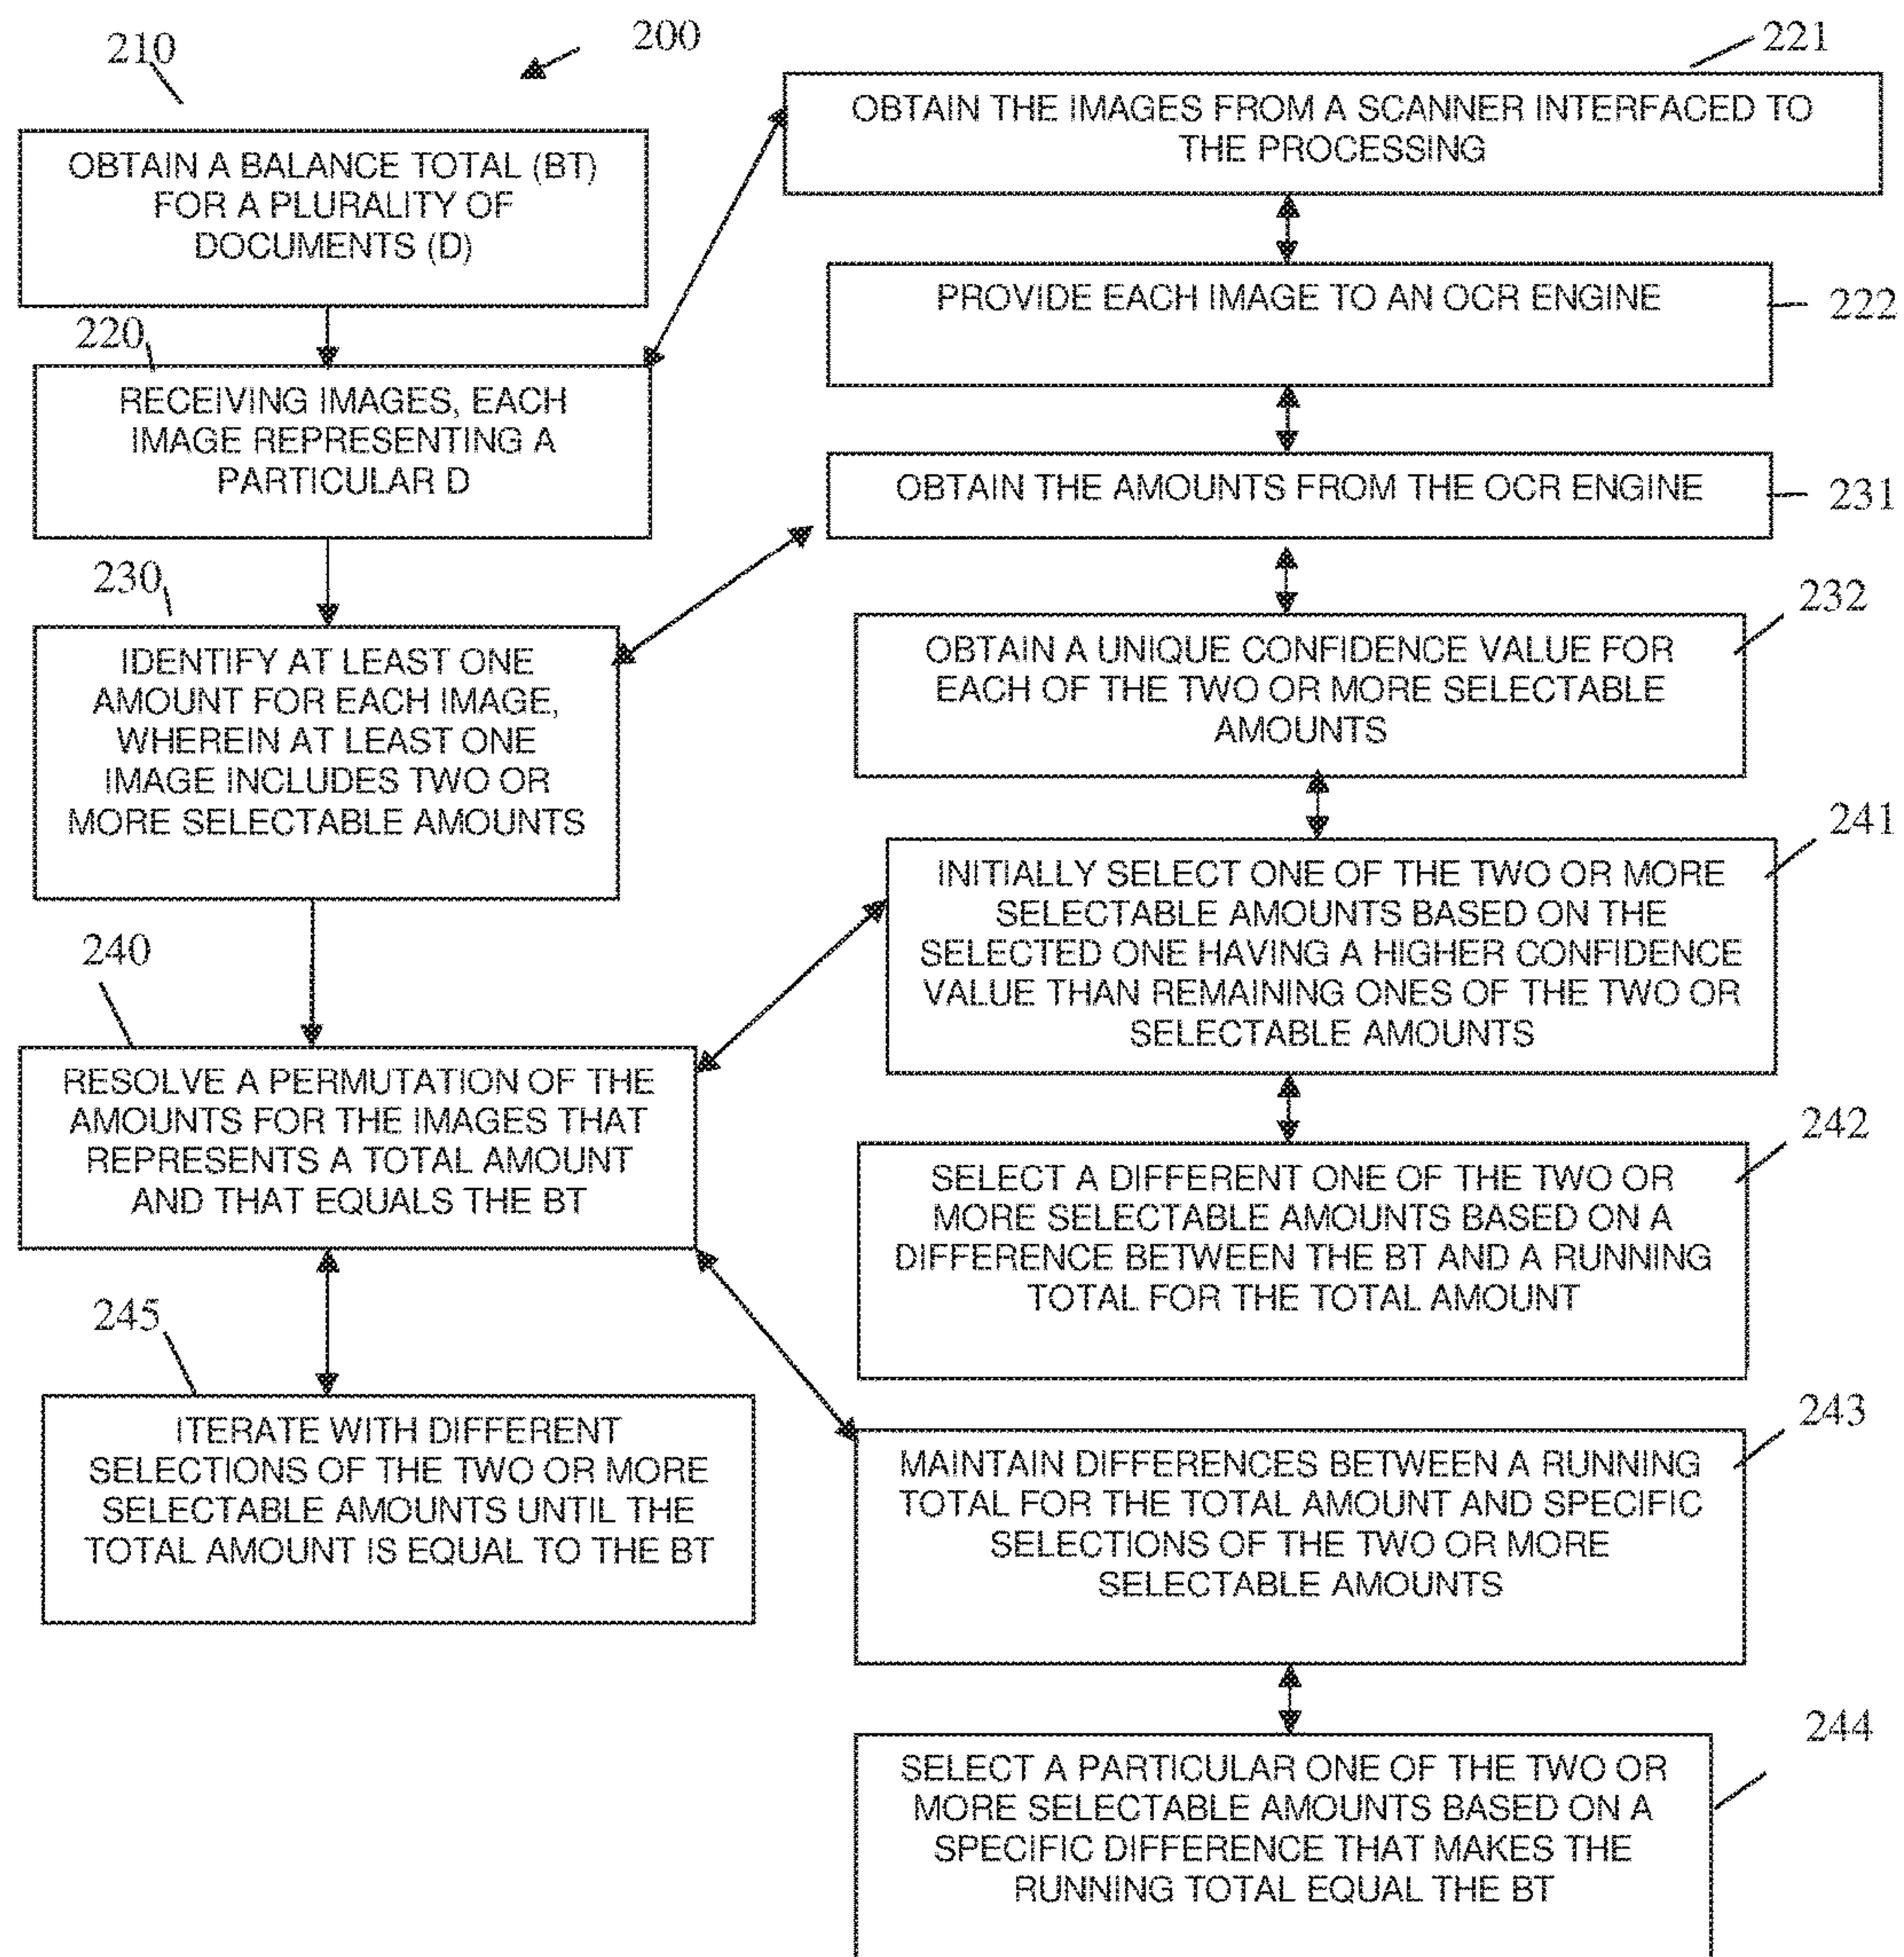 210
200
OBTAIN A BALANCE TOTAL (BT)
FOR A PLURALITY OF
DOCUMENTS (D)
220
RECEIVING IMAGES, EACH
IMAGE REPRESENTING A
PARTICULAR D
230
IDENTIFY AT LEAST ONE
AMOUNT FOR EACH IMAGE,
WHEREIN AT LEAST ONE
IMAGE INCLUDES TWO OR
MORE SELECTABLE AMOUNTS
240
RESOLVE A PERMUTATION OF THE
AMOUNTS FOR THE IMAGES THAT
REPRESENTS A TOTAL AMOUNT
AND THAT EQUALS THE BT
245
ITERATE WITH DIFFERENT
SELECTIONS OF THE TWO OR MORE
SELECTABLE AMOUNTS UNTIL THE
TOTAL AMOUNT IS EQUAL TO THE BT
221
OBTAIN THE IMAGES FROM A SCANNER INTERFACED TO
THE PROCESSING
PROVIDE EACH IMAGE TO AN OCR ENGINE
222
OBTAIN THE AMOUNTS FROM THE OCR ENGINE
231
232
OBTAIN A UNIQUE CONFIDENCE VALUE FOR
EACH OF THE TWO OR MORE SELECTABLE
AMOUNTS
241
INITIALLY SELECT ONE OF THE TWO OR MORE
SELECTABLE AMOUNTS BASED ON THE
SELECTED ONE HAVING A HIGHER CONFIDENCE
VALUE THAN REMAINING ONES OF THE TWO OR
SELECTABLE AMOUNTS
242
SELECT A DIFFERENT ONE OF THE TWO OR
MORE SELECTABLE AMOUNTS BASED ON A
DIFFERENCE BETWEEN THE BT AND A RUNNING
TOTAL FOR THE TOTAL AMOUNT
243
MAINTAIN DIFFERENCES BETWEEN A RUNNING
TOTAL FOR THE TOTAL AMOUNT AND SPECIFIC
SELECTIONS OF THE TWO OR MORE
SELECTABLE AMOUNTS
244
SELECT A PARTICULAR ONE OF THE TWO OR
MORE SELECTABLE AMOUNTS BASED ON A
SPECIFIC DIFFERENCE THAT MAKES THE
RUNNING TOTAL EQUAL THE BT